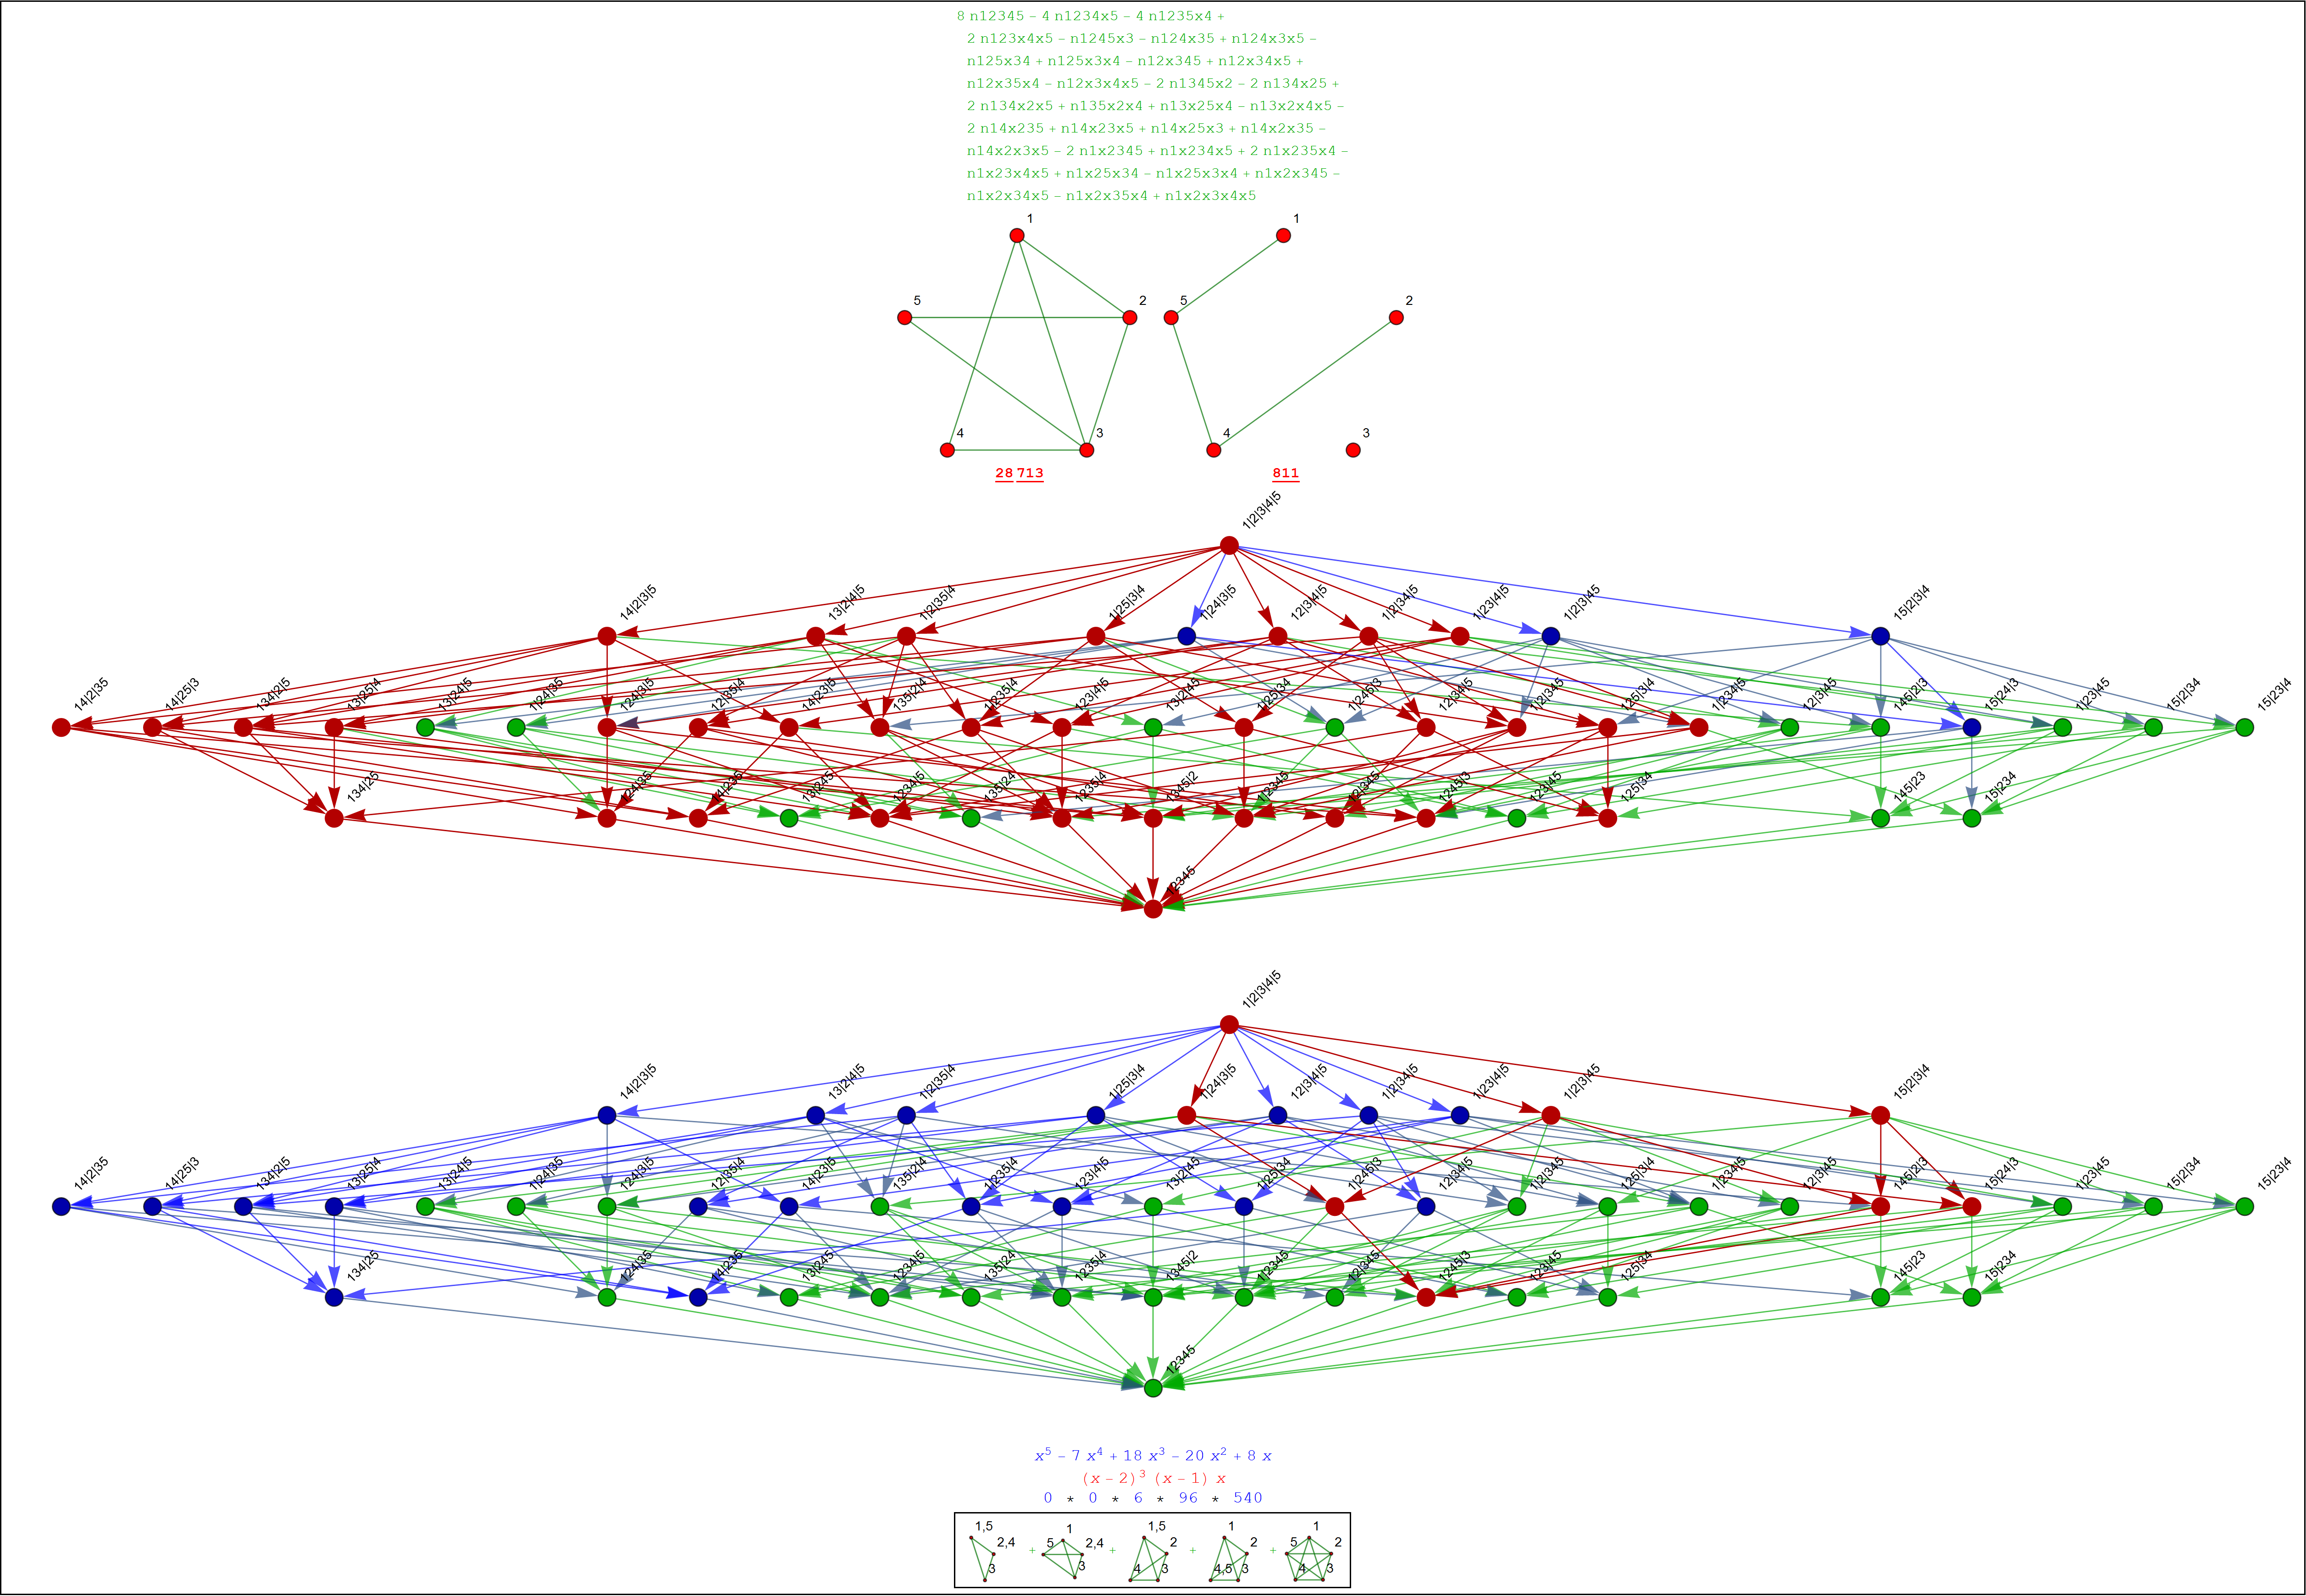 8 n12345 − 4 n1234x5 − 4 n1235x4 +
2 n123x4x5 − n1245x3 − n124x35 + n124x3x5 −
n125x34 + n125x3x4 − n12x345 + n12x34x5 +
n12x35x4 − n12x3x4x5 − 2 n1345x2 − 2 n134x25 +
2 n134x2x5 + n135x2x4 + n13x25x4 − n13x2x4x5 −
2 n14x235 + n14x23x5 + n14x25x3 + n14x2x35 −
n14x2x3x5 − 2 n1x2345 + n1x234x5 + 2 n1x235x4 −
n1x23x4x5 + n1x25x34 − n1x25x3x4 + n1x2x345 −
n1x2x34x5 − n1x2x35x4 + n1x2x3x4x5
1 1
5 2 5 2
4 3 4 3
28 713 811
1|2|3|4|5
14|2|3|5 13|2|4|5 1|2|35|4 1|25|3|4 1|24|3|5 12|3|4|5 1|2|34|5 1|23|4|5 1|2|3|45 15|2|3|4
14|2|35 14|25|3 134|2|5 13|25|4 13|24|5 1|24|35 124|3|5 12|35|4 14|23|5 135|2|4 1|235|4 123|4|5 13|2|45 1|25|34 1|245|3 12|34|5 1|2|345 125|3|4 1|234|5 12|3|45 145|2|3 15|24|3 1|23|45 15|2|34 15|23|4
134|25 124|35 14|235 13|245 1234|5 135|24 1235|4 1345|2 1|2345 12|345 1245|3 123|45 125|34 145|23 15|234
12345
1|2|3|4|5
14|2|3|5 13|2|4|5 1|2|35|4 1|25|3|4 1|24|3|5 12|3|4|5 1|2|34|5 1|23|4|5 1|2|3|45 15|2|3|4
14|2|35 14|25|3 134|2|5 13|25|4 13|24|5 1|24|35 124|3|5 12|35|4 14|23|5 135|2|4 1|235|4 123|4|5 13|2|45 1|25|34 1|245|3 12|34|5 1|2|345 125|3|4 1|234|5 12|3|45 145|2|3 15|24|3 1|23|45 15|2|34 15|23|4
134|25 124|35 14|235 13|245 1234|5 135|24 1235|4 1345|2 1|2345 12|345 1245|3 123|45 125|34 145|23 15|234
12345
x⁵ − 7 x⁴ + 18 x³ − 20 x² + 8 x
(x − 2)³ (x − 1) x
0 * 0 * 6 * 96 * 540
1,5 1 1,5 1 1
2,4 5 2,4 2 2 5 2
+ + + +
3 3 4 3 4,5 3 4 3